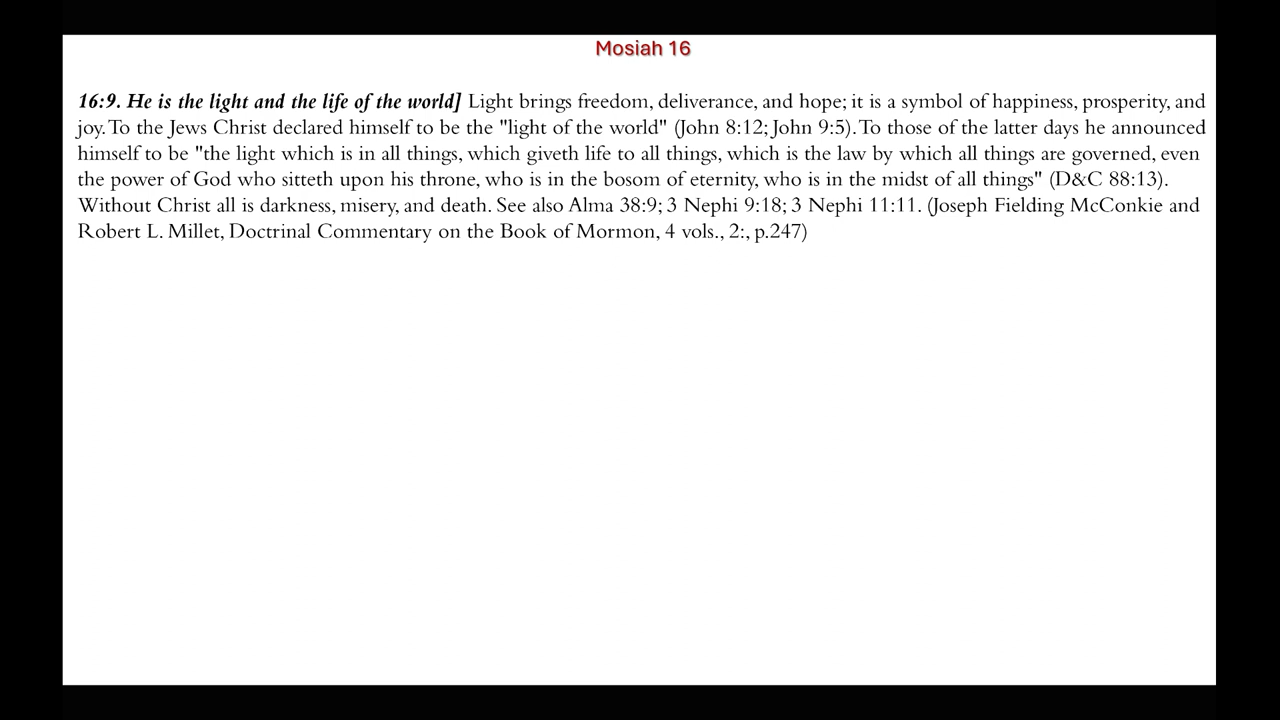 Mosiah 16
16:9. He is the light and the life of the world] Light brings freedom, deliverance, and hope; it is a symbol of happiness, prosperity, and
joy. To the Jews Christ declared himself to be the "light of the world" (John 8:12; John 9:5). To those of the latter days he announced
himself to be "the light which is in all things, which giveth life to all things, which is the law by which all things are governed, even
the power of God who sitteth upon his throne, who is in the bosom of eternity, who is in the midst of all things" (D&C 88:13).
Without Christ all is darkness, misery, and death. See also Alma 38:9; 3 Nephi 9:18; 3 Nephi 11:11. (Joseph Fielding McConkie and
Robert L. Millet, Doctrinal Commentary on the Book of Mormon, 4 vols., 2:, p.247)